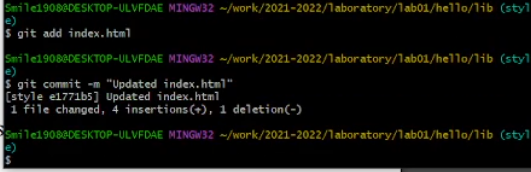 Smile1908@DESKTOP-ULVFDAE MINGW32 ~/work/2021-2022/laboratory/lab01/hello/lib (styl
e)
$ git add index.html
Smile1908@DESKTOP-ULVFDAE MINGW32 ~/work/2021-2022/laboratory/lab01/hello/lib (styl
e)
$ git commit -m "Updated index.html"
[style e1771b5] Updated index.html
1 file changed, 4 insertions(+), 1 deletion(-)
Smile1908@DESKTOP-ULVFDAE MINGW32 ~/work/2021-2022/laboratory/lab01/hello/lib (styl
e)
$